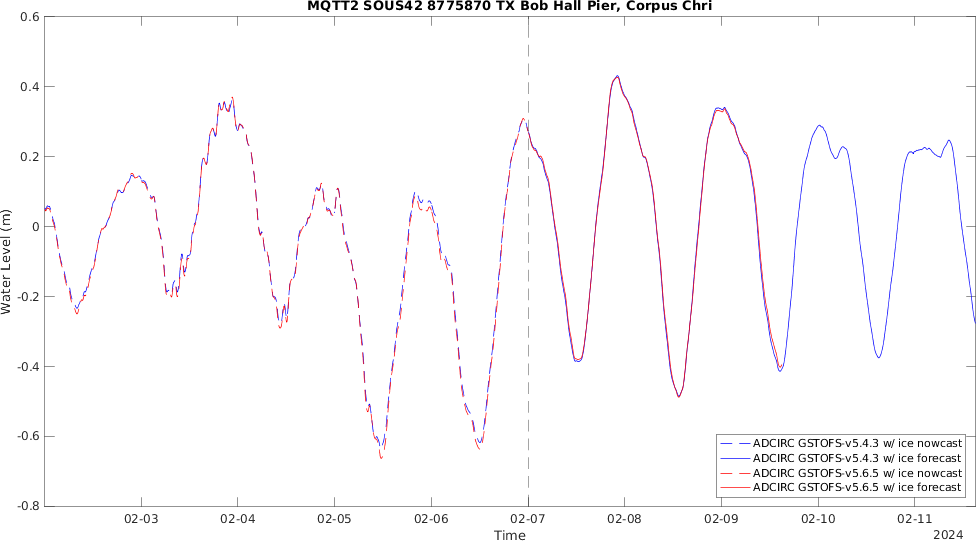 MQTT2 SOUS42 8775870 TX Bob Hall Pier, Corpus Chri
0.6
0.4
0.2
0
-0.2
-0.4
-0.6
-0.8
Water Level (m)
ADCIRC GSTOFS-v5.4.3 w/ ice nowcast
ADCIRC GSTOFS-v5.4.3 w/ ice forecast
ADCIRC GSTOFS-v5.6.5 w/ ice nowcast
ADCIRC GSTOFS-v5.6.5 w/ ice forecast
02-03 02-04 02-05 02-06 02-07 02-08 02-09 02-10 02-11
Time
2024